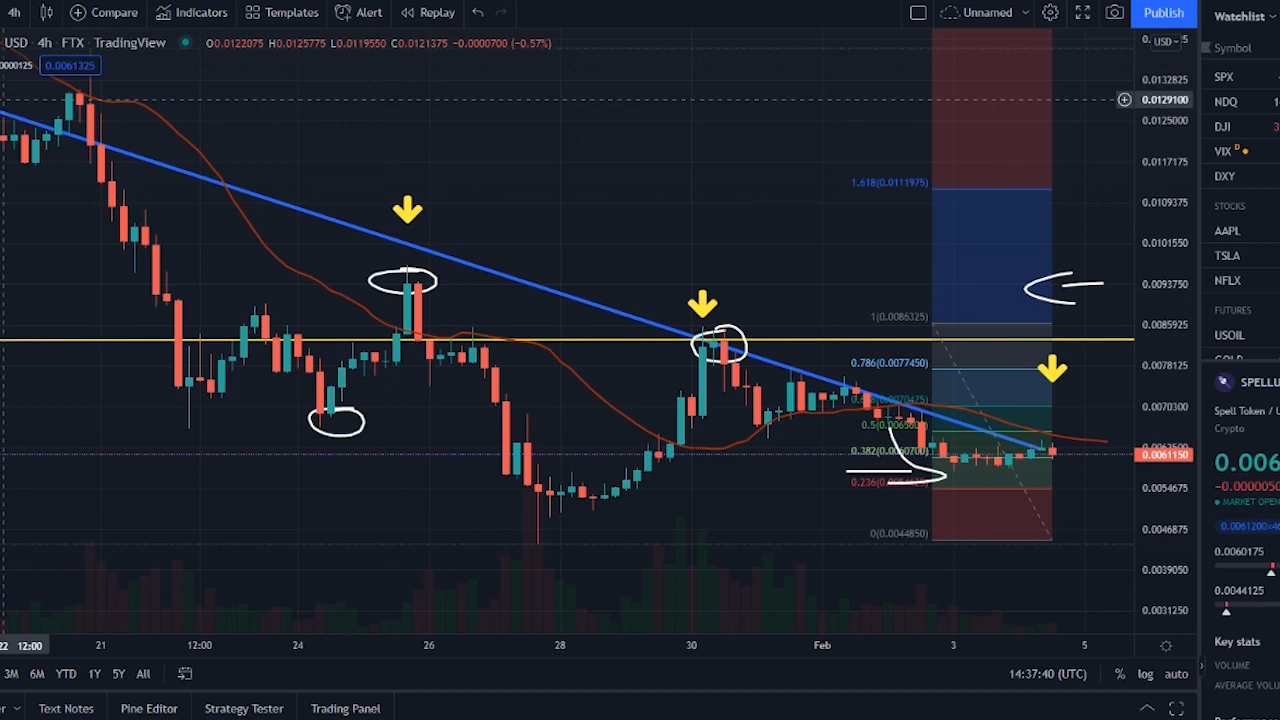 4h Compare Indicators Templates Alert Replay Unnamed Publish Watchlist
USD 4h FTX TradingView O0.0122075 H0.0125775 L0.0119550 C0.0121375 −0.0000700 (−0.57%)
USD
0000125 0.0061325
Symbol
SPX
0.0132825
0.0129100
NDQ
0.0125000
DJI
VIX D
0.0117175
DXY
1.618(0.0111975)
0.0109375
STOCKS
AAPL
0.0101550
TSLA
NFLX
0.0093750
FUTURES
1(0.0086325)
0.0085925
USOIL
0.786(0.0077450)
0.0078125
SPELLU
0.0070300
Spell Token / U
Crypto
0.382(0.0060700)
0.0061150
0.006
−0.0000050
0.0054675
MARKET OPEN
0.0061200
0(0.0044850)
0.0046875
0.0060175
0.0039050
0.0044125
0.0031250
22 12:00 21 12:00 24 26 28 30 Feb 3 5
Key stats
VOLUME
3M 6M YTD 1Y 5Y All 14:37:40 (UTC) % log auto
AVERAGE VOLU
Text Notes Pine Editor Strategy Tester Trading Panel